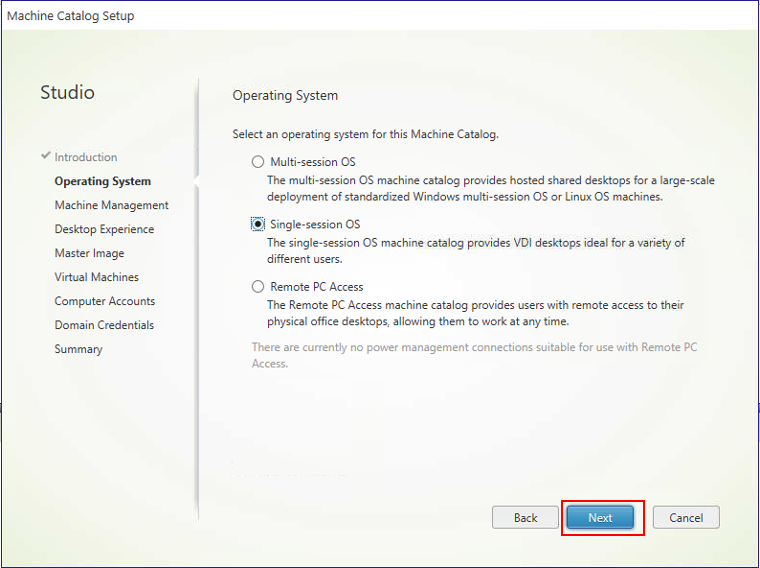 Machine Catalog Setup
Studio
Introduction
Operating System
Machine Management
Desktop Experience
Master Image
Virtual Machines
Computer Accounts
Domain Credentials
Summary
Operating System
Select an operating system for this Machine Catalog.
Multi-session OS
The multi-session OS machine catalog provides hosted shared desktops for a large-scale
deployment of standardized Windows multi-session OS or Linux OS machines.
Single-session OS
The single-session OS machine catalog provides VDI desktops ideal for a variety of
different users.
Remote PC Access
The Remote PC Access machine catalog provides users with remote access to their
physical office desktops, allowing them to work at any time.
There are currently no power management connections suitable for use with Remote PC
Access.
Back
Next
Cancel